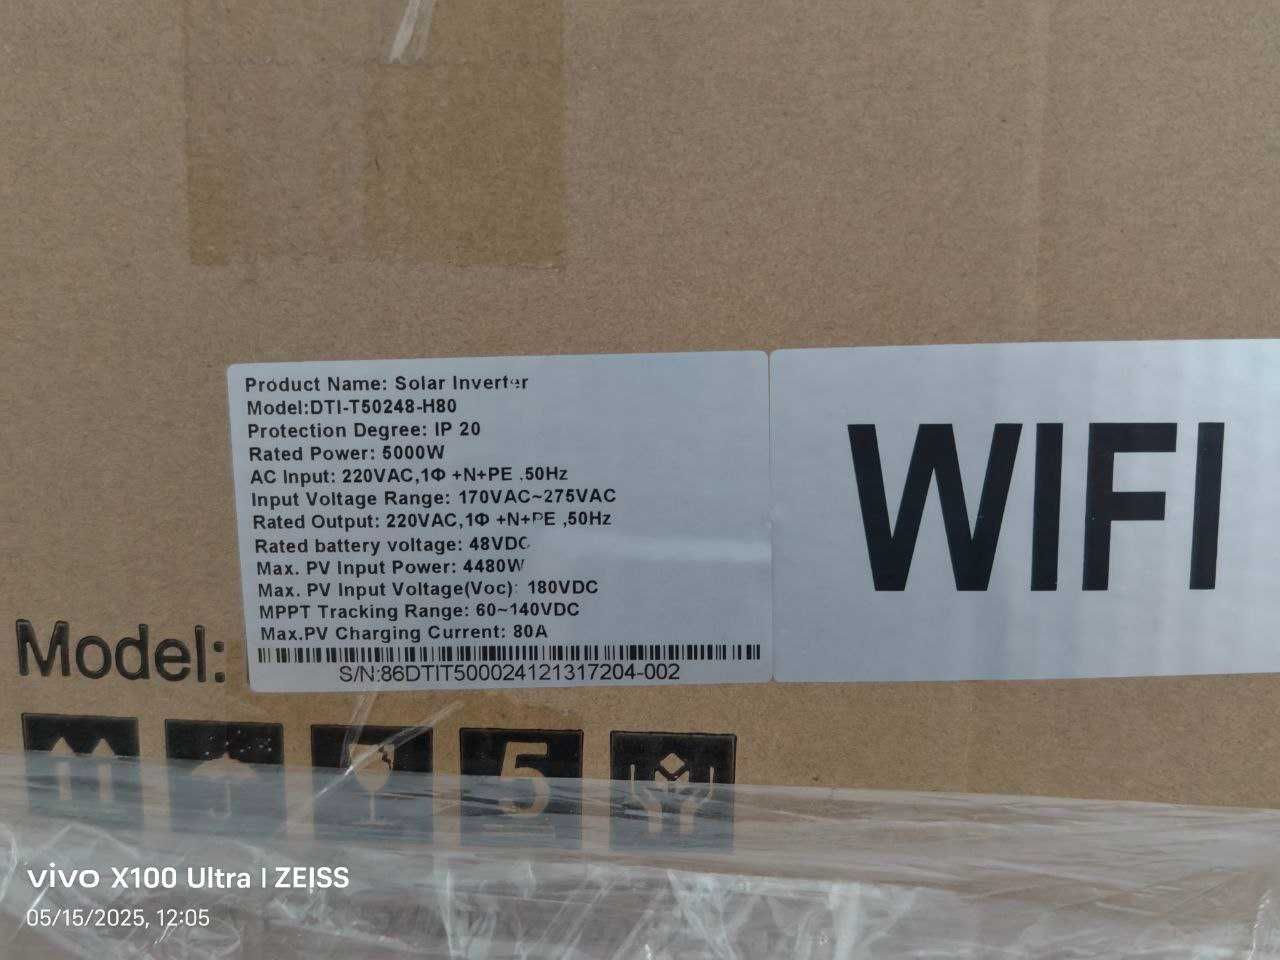 Product Name: Solar Inverter
Model:DTI-T50248-H80
Protection Degree: IP 20
Rated Power: 5000W
AC Input: 220VAC,1Φ +N+PE .50Hz
Input Voltage Range: 170VAC~275VAC
Rated Output: 220VAC,1Φ +N+PE ,50Hz
Rated battery voltage: 48VDC
Max. PV Input Power: 4480W
Max. PV Input Voltage(Voc): 180VDC
MPPT Tracking Range: 60~140VDC
Max.PV Charging Current: 80A
S/N:86DTIT500024121317204-002
WIFI
Model:
5
vivo X100 Ultra | ZEISS
05/15/2025, 12:05